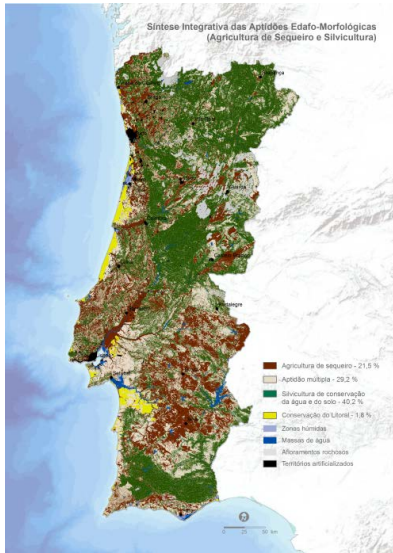 Síntese Integrativa das Aptidões Edafo-Morfológicas
(Agricultura de Sequeiro e Silvicultura)
Agricultura de sequeiro - 21,5 %
Aptidão múltipla - 29,2 %
Silvicultura de conservação
da água e do solo - 40,2 %
Conservação do Litoral - 1,8 %
Zonas húmidas
Massas de água
Afloramentos rochosos
Territórios artificializados
0 25 50 km